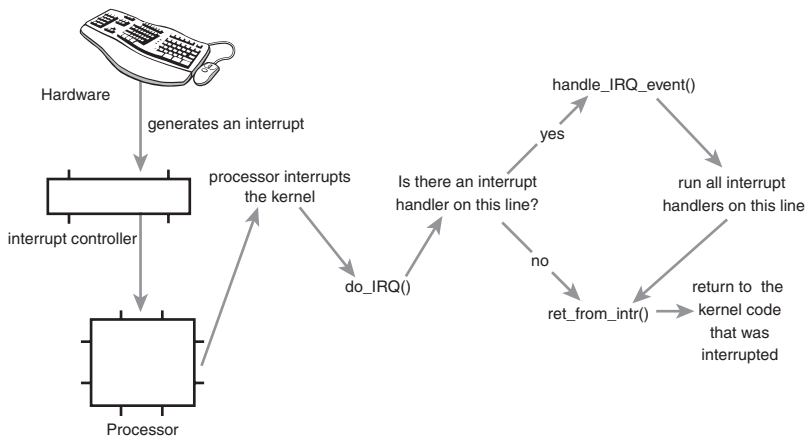 Hardware
generates an interrupt
interrupt controller
Processor
processor interrupts
the kernel
do_IRQ()
Is there an interrupt
handler on this line?
yes
no
handle_IRQ_event()
run all interrupt
handlers on this line
ret_from_intr()
return to the
kernel code
that was
interrupted